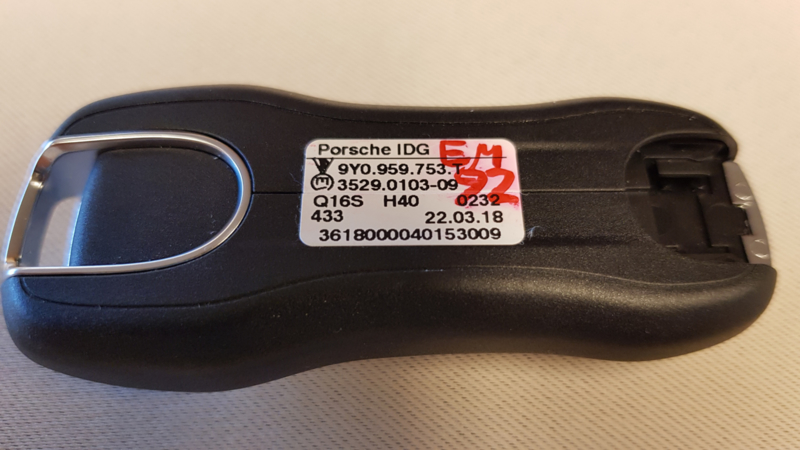 Porsche IDG
9Y0.959.753.T
3529.0103-09
Q16S H40 0232
433 22.03.18
3618000040153009
EM
92